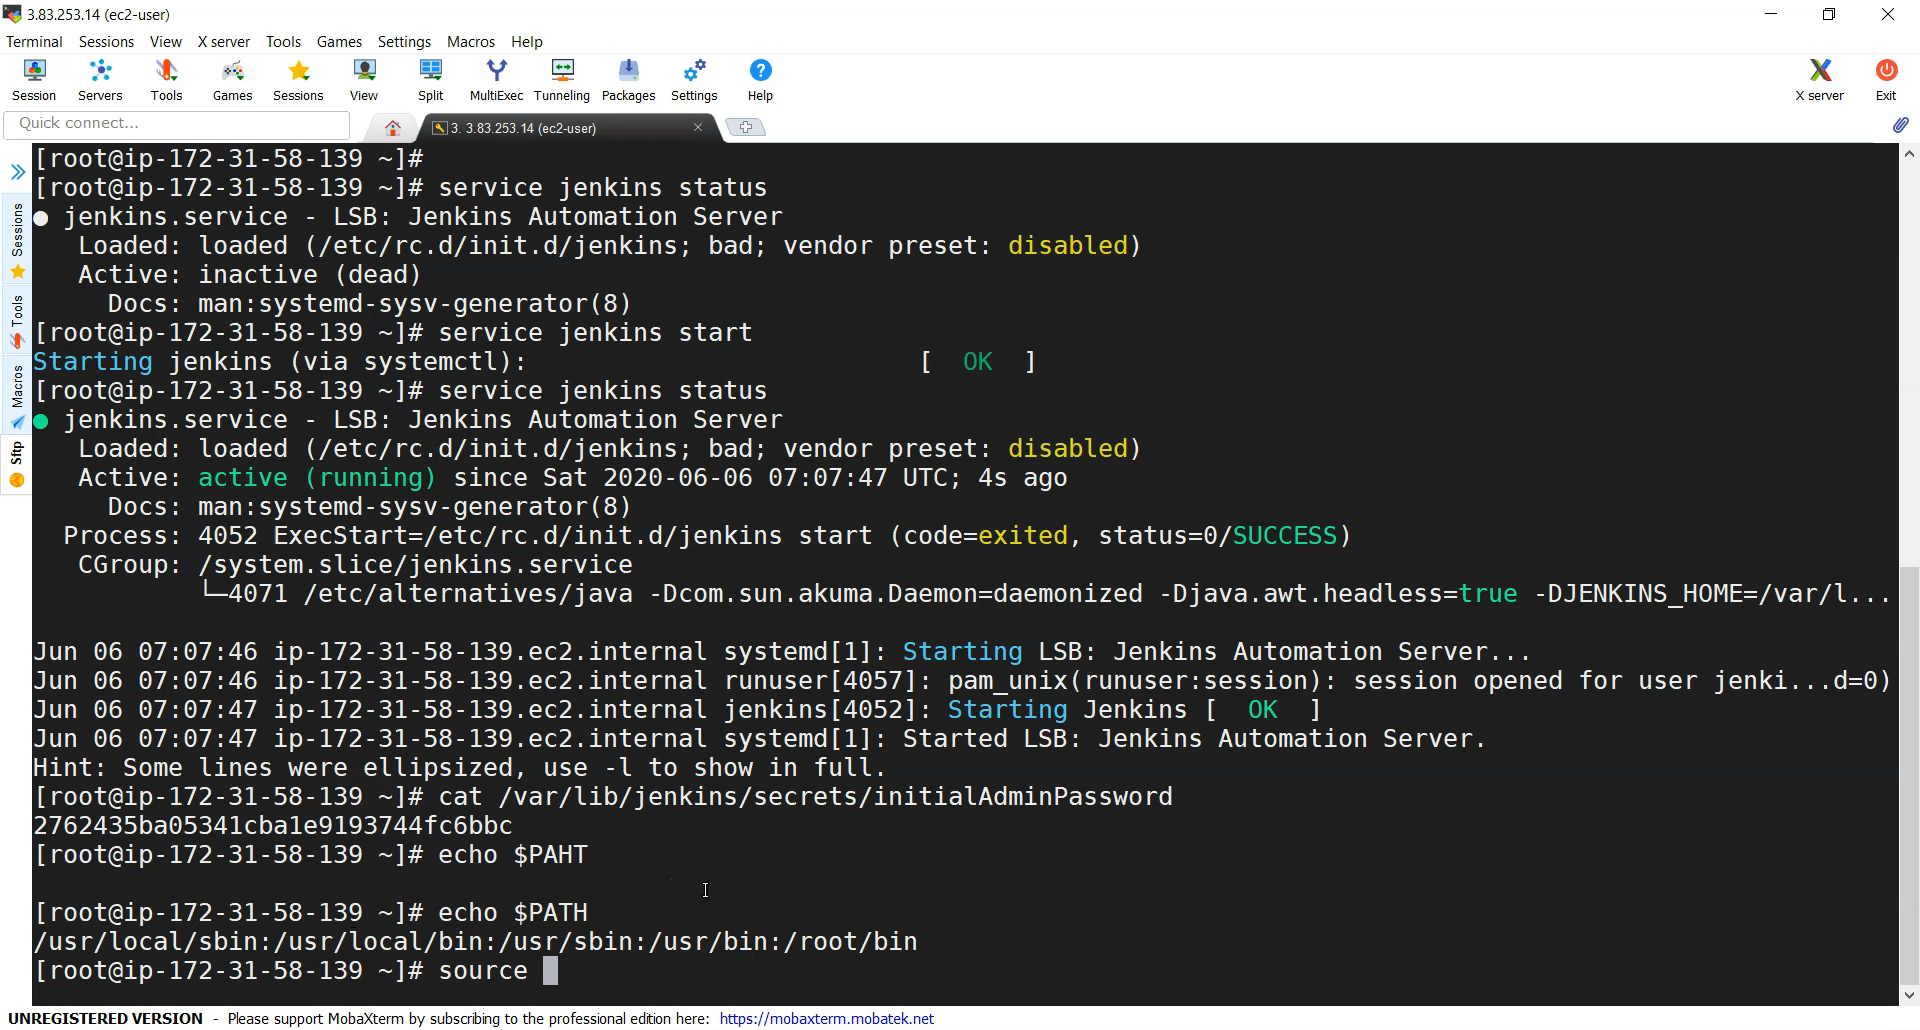 3.83.253.14 (ec2-user)
Terminal Sessions View X server Tools Games Settings Macros Help
Session Servers Tools Games Sessions View Split MultiExec Tunneling Packages Settings Help X server Exit
Quick connect...
3. 3.83.253.14 (ec2-user)
Sessions
Tools
Macros
Sftp
[root@ip-172-31-58-139 ~]#
[root@ip-172-31-58-139 ~]# service jenkins status
● jenkins.service - LSB: Jenkins Automation Server
Loaded: loaded (/etc/rc.d/init.d/jenkins; bad; vendor preset: disabled)
Active: inactive (dead)
Docs: man:systemd-sysv-generator(8)
[root@ip-172-31-58-139 ~]# service jenkins start
Starting jenkins (via systemctl): [ OK ]
[root@ip-172-31-58-139 ~]# service jenkins status
● jenkins.service - LSB: Jenkins Automation Server
Loaded: loaded (/etc/rc.d/init.d/jenkins; bad; vendor preset: disabled)
Active: active (running) since Sat 2020-06-06 07:07:47 UTC; 4s ago
Docs: man:systemd-sysv-generator(8)
Process: 4052 ExecStart=/etc/rc.d/init.d/jenkins start (code=exited, status=0/SUCCESS)
CGroup: /system.slice/jenkins.service
└─4071 /etc/alternatives/java -Dcom.sun.akuma.Daemon=daemonized -Djava.awt.headless=true -DJENKINS_HOME=/var/l...
Jun 06 07:07:46 ip-172-31-58-139.ec2.internal systemd[1]: Starting LSB: Jenkins Automation Server...
Jun 06 07:07:46 ip-172-31-58-139.ec2.internal runuser[4057]: pam_unix(runuser:session): session opened for user jenki...d=0)
Jun 06 07:07:47 ip-172-31-58-139.ec2.internal jenkins[4052]: Starting Jenkins [ OK ]
Jun 06 07:07:47 ip-172-31-58-139.ec2.internal systemd[1]: Started LSB: Jenkins Automation Server.
Hint: Some lines were ellipsized, use -l to show in full.
[root@ip-172-31-58-139 ~]# cat /var/lib/jenkins/secrets/initialAdminPassword
2762435ba05341cba1e9193744fc6bbc
[root@ip-172-31-58-139 ~]# echo $PAHT
[root@ip-172-31-58-139 ~]# echo $PATH
/usr/local/sbin:/usr/local/bin:/usr/sbin:/usr/bin:/root/bin
[root@ip-172-31-58-139 ~]# source
UNREGISTERED VERSION - Please support MobaXterm by subscribing to the professional edition here: https://mobaxterm.mobatek.net